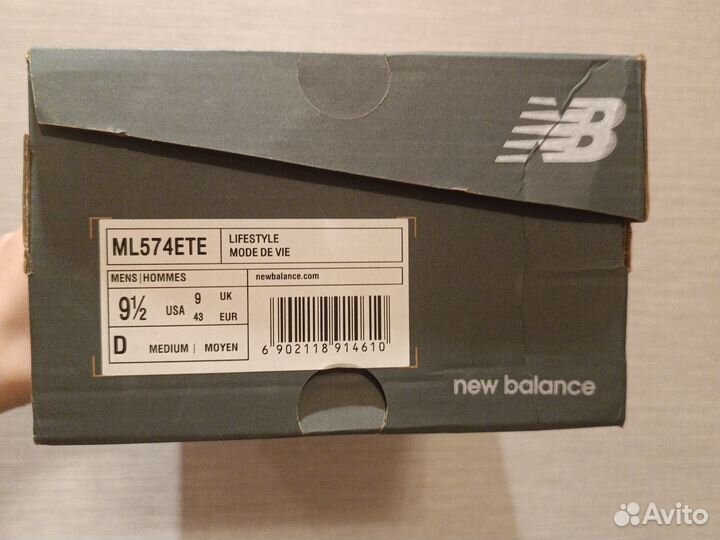 NB
ML574ETE
LIFESTYLE
MODE DE VIE
MENS | HOMMES
newbalance.com
9½ USA 9 UK
43 EUR
D MEDIUM | MOYEN
6 902118 914610
new balance
Avito